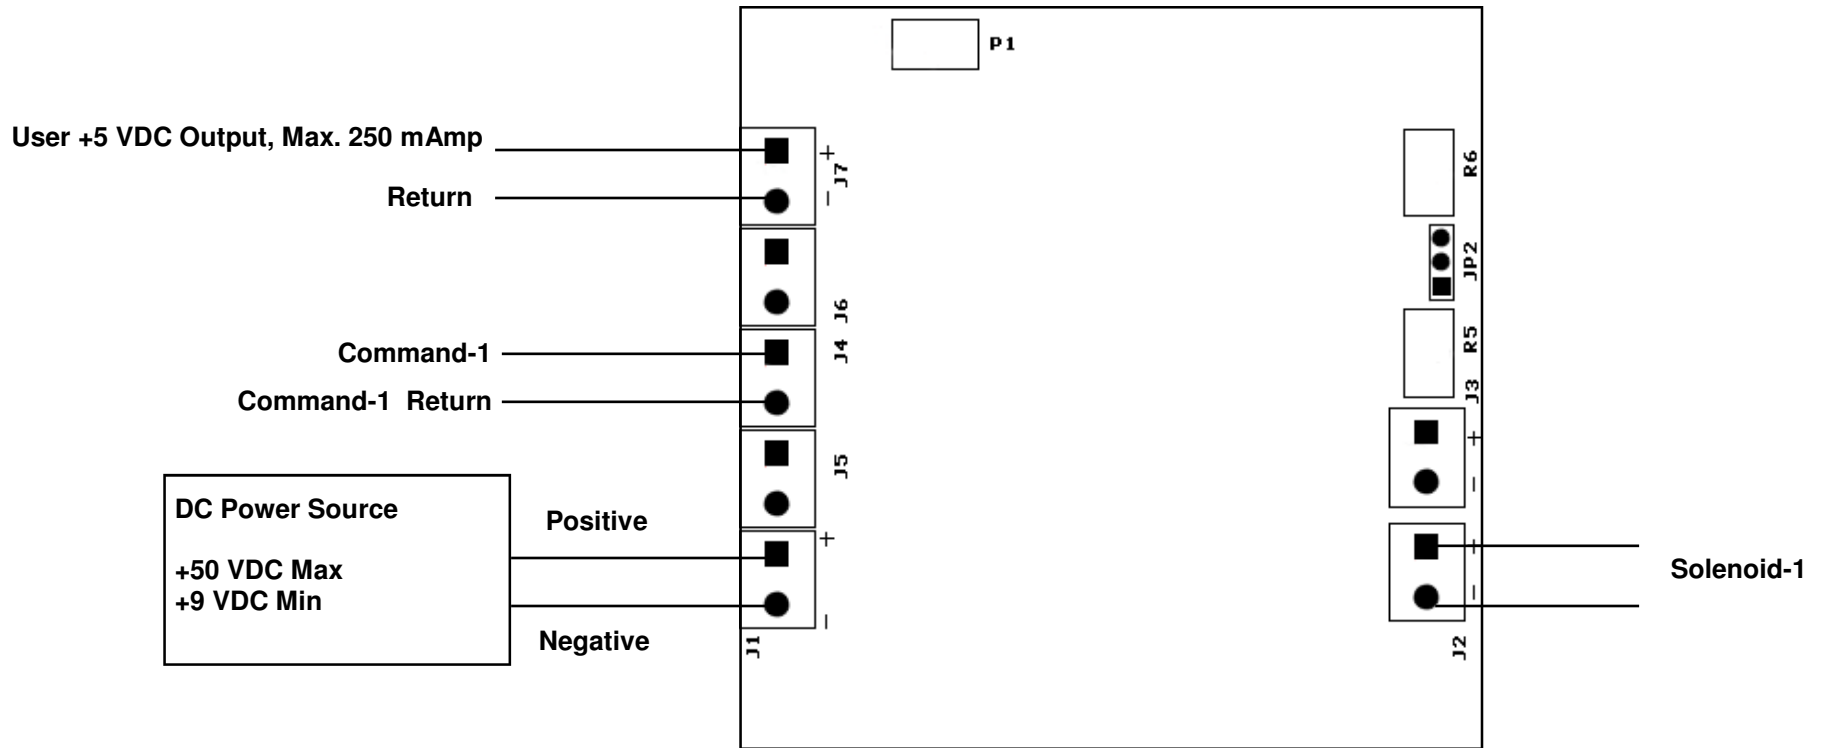 P1
User +5 VDC Output, Max. 250 mAmp
+
J7
Return
−
R6
JP2
J6
Command-1
J4
R5
Command-1 Return
J3
+
−
J5
DC Power Source
Positive
+
+50 VDC Max
+9 VDC Min
−
Negative
J1
+
Solenoid-1
−
J2